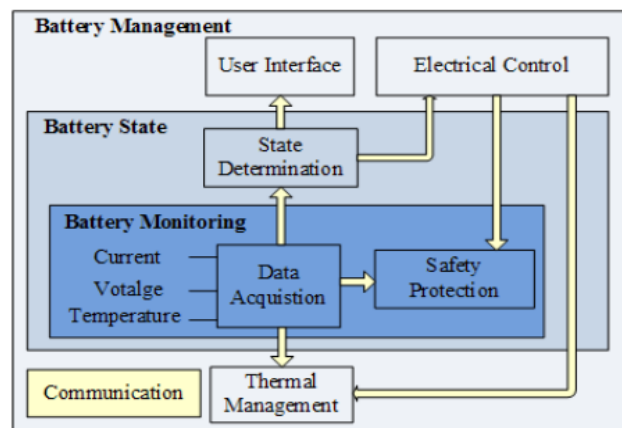 Battery Management
User Interface
Electrical Control
Battery State
State
Determination
Battery Monitoring
Current
Votalge
Temperature
Data
Acquistion
Safety
Protection
Communication
Thermal
Management